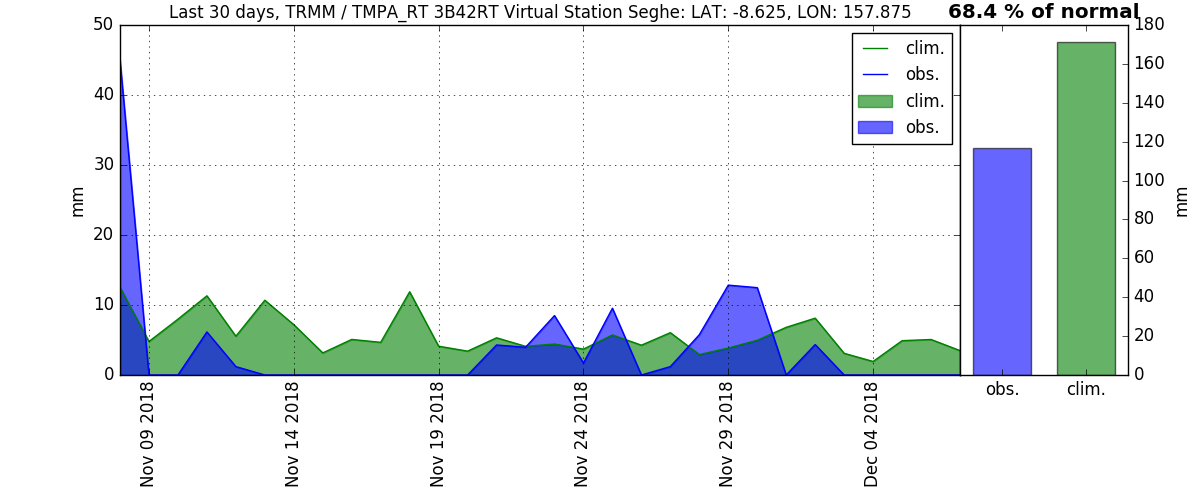 Last 30 days, TRMM / TMPA_RT 3B42RT Virtual Station Seghe: LAT: -8.625, LON: 157.875
68.4 % of normal
50
40
30
20
10
0
mm
clim.
obs.
clim.
obs.
Nov 09 2018
Nov 14 2018
Nov 19 2018
Nov 24 2018
Nov 29 2018
Dec 04 2018
180
160
140
120
100
80
60
40
20
0
mm
obs.
clim.